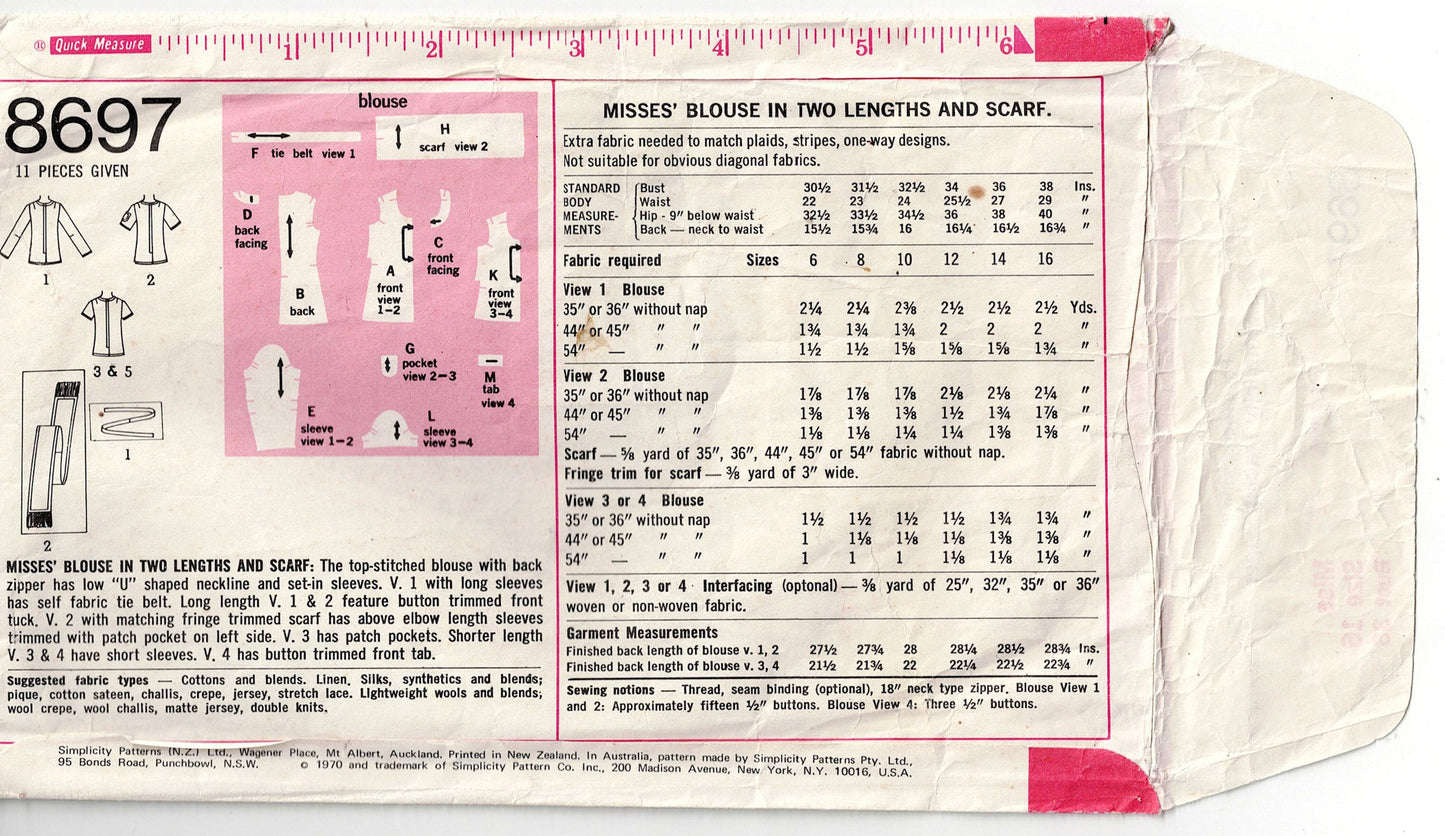 ® Quick Measure 1 2 3 4 5 6
8697
11 PIECES GIVEN
1
2
3 & 5
2
1
blouse
F tie belt view 1
H
scarf view 2
D
back
facing
B
back
A
front
view
1-2
C
front
facing
K
front
view
3-4
G
pocket
view 2-3
M
tab
view 4
E
sleeve
view 1-2
L
sleeve
view 3-4
MISSES' BLOUSE IN TWO LENGTHS AND SCARF: The top-stitched blouse with back
zipper has low "U" shaped neckline and set-in sleeves. V. 1 with long sleeves
has self fabric tie belt. Long length V. 1 & 2 feature button trimmed front
tuck. V. 2 with matching fringe trimmed scarf has above elbow length sleeves
trimmed with patch pocket on left side. V. 3 has patch pockets. Shorter length
V. 3 & 4 have short sleeves. V. 4 has button trimmed front tab.
Suggested fabric types — Cottons and blends. Linen. Silks, synthetics and blends;
pique, cotton sateen, challis, crepe, jersey, stretch lace. Lightweight wools and blends;
wool crepe, wool challis, matte jersey, double knits.
MISSES' BLOUSE IN TWO LENGTHS AND SCARF.
Extra fabric needed to match plaids, stripes, one-way designs.
Not suitable for obvious diagonal fabrics.
STANDARD Bust 30½ 31½ 32½ 34 36 38 Ins.
BODY Waist 22 23 24 25½ 27 29 "
MEASURE- Hip - 9" below waist 32½ 33½ 34½ 36 38 40 "
MENTS Back — neck to waist 15½ 15¾ 16 16¼ 16½ 16¾ "
Fabric required Sizes 6 8 10 12 14 16
View 1 Blouse
35" or 36" without nap 2¼ 2¼ 2⅜ 2½ 2½ 2½ Yds.
44" or 45" " " 1¾ 1¾ 1¾ 2 2 2 "
54" — " " 1½ 1½ 1⅝ 1⅝ 1⅝ 1¾ "
View 2 Blouse
35" or 36" without nap 1⅞ 1⅞ 1⅞ 2⅛ 2⅛ 2¼ "
44" or 45" " " 1⅜ 1⅜ 1⅜ 1½ 1¾ 1⅞ "
54" — " " 1⅛ 1⅛ 1¼ 1¼ 1⅜ 1⅜ "
Scarf — ⅝ yard of 35", 36", 44", 45" or 54" fabric without nap.
Fringe trim for scarf — ⅜ yard of 3" wide.
View 3 or 4 Blouse
35" or 36" without nap 1½ 1½ 1½ 1½ 1¾ 1¾ "
44" or 45" " " 1 1⅛ 1⅛ 1⅛ 1⅜ 1⅜ "
54" — " " 1 1 1 1⅛ 1⅛ 1⅛ "
View 1, 2, 3 or 4 - Interfacing (optonal) — ⅜ yard of 25", 32", 35" or 36"
woven or non-woven fabric.
Garment Measurements
Finished back length of blouse v. 1, 2 27½ 27¾ 28 28¼ 28½ 28¾ Ins.
Finished back length of blouse v. 3, 4 21½ 21¾ 22 22¼ 22½ 22¾ "
Sewing notions — Thread, seam binding (optional), 18" neck type zipper. Blouse View 1
and 2: Approximately fifteen ½" buttons. Blouse View 4: Three ½" buttons.
Simplicity Patterns (N.Z.) Ltd., Wagener Place, Mt Albert, Auckland. Printed in New Zealand. In Australia, pattern made by Simplicity Patterns Pty. Ltd.,
95 Bonds Road, Punchbowl, N.S.W. © 1970 and trademark of Simplicity Pattern Co. Inc., 200 Madison Avenue, New York, N.Y. 10016, U.S.A.